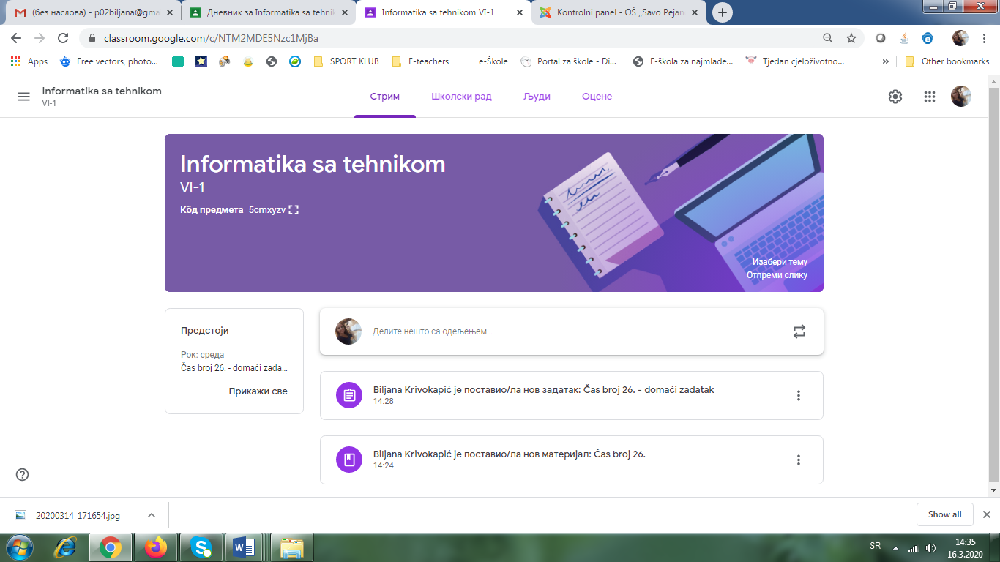 (без наслова) - p02biljana@gma
Дневник за Informatika sa tehnik
Informatika sa tehnikom VI-1
Kontrolni panel - OŠ „Savo Pejan
classroom.google.com/c/NTM2MDE5Nzc1MjBa
Apps
Free vectors, photo...
SPORT KLUB
E-teachers
e-Škole
Portal za škole - Di...
E-škola za najmlađe...
Tjedan cjeloživotno...
»
Other bookmarks
Informatika sa tehnikom
VI-1
Стрим
Школски рад
Људи
Оцене
Informatika sa tehnikom
VI-1
Кôд предмета 5cmxyzv
Изабери тему
Отпреми слику
Предстоји
Рок: среда
Čas broj 26. - domaći zada...
Прикажи све
Делите нешто са одељењем...
Biljana Krivokapić је поставио/ла нов задатак: Čas broj 26. - domaći zadatak
14:28
Biljana Krivokapić је поставио/ла нов материјал: Čas broj 26.
14:24
20200314_171654.jpg
Show all
SR
14:35
16.3.2020